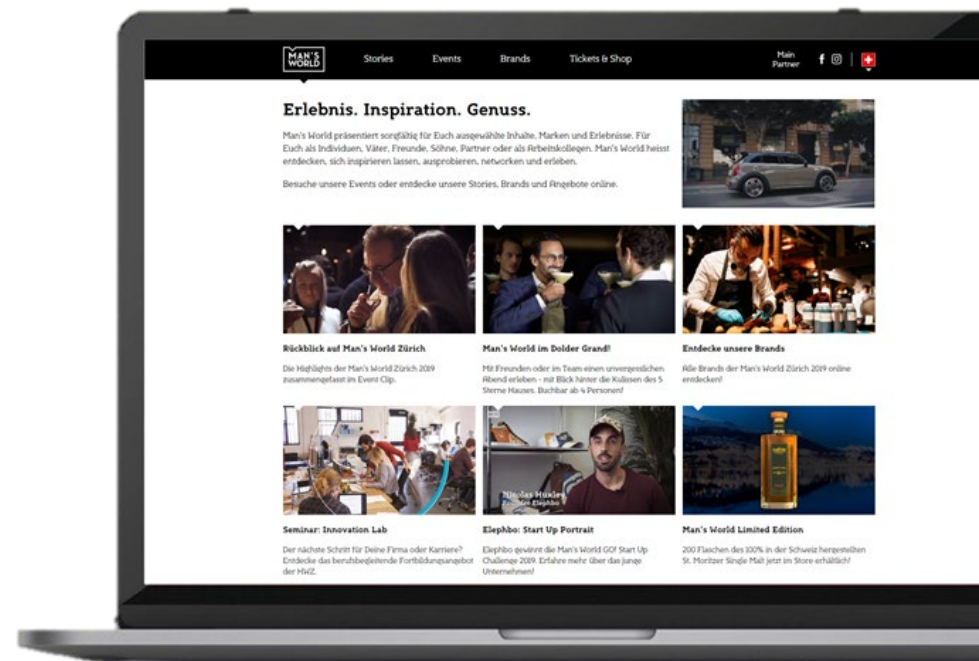 MAN'S
WORLD
Stories
Events
Brands
Tickets & Shop
Main
Partner
Erlebnis. Inspiration. Genuss.
Man's World präsentiert sorgfältig für Euch ausgewählte Inhalte, Marken und Erlebnisse. Für
Euch als Individuen, Väter, Freunde, Söhne, Partner oder als Arbeitskollegen. Man's World heisst
entdecken, sich inspirieren lassen, ausprobieren, networken und erleben.
Besuche unsere Events oder entdecke unsere Stories, Brands und Angebote online.
Rückblick auf Man's World Zürich
Die Highlights der Man's World Zürich 2019
zusammengefasst im Event Clip.
Man's World im Dolder Grand!
Mit Freunden oder im Team einen unvergesslichen
Abend erleben - mit Blick hinter die Kulissen des 5
Sterne Hauses. Buchbar ab 4 Personen!
Entdecke unsere Brands
Alle Brands der Man's World Zürich 2019 online
entdecken!
Nicolas Huxley
Founder Elephbo
Seminar: Innovation Lab
Der nächste Schritt für Deine Firma oder Karriere?
Entdecke das berufsbegleitende Fortbildungsangebot
der HWZ.
Elephbo: Start Up Portrait
Elephbo gewinnt die Man's World GO! Start Up
Challenge 2019. Erfahre mehr über das junge
Unternehmen!
Man's World Limited Edition
200 Flaschen des 100% in der Schweiz hergestellten
St. Moritzer Single Malt jetzt im Store erhältlich!